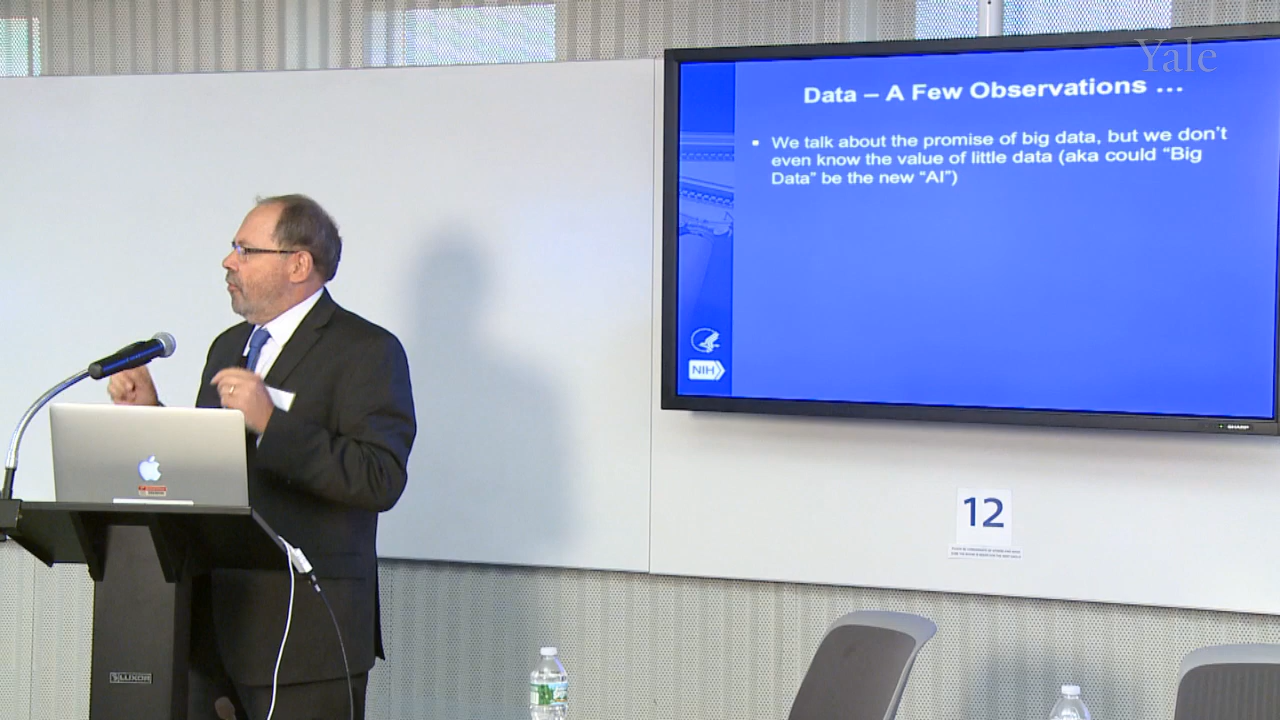 Yale
Data – A Few Observations ...
▪ We talk about the promise of big data, but we don't
even know the value of little data (aka could "Big
Data" be the new "AI")
NIH
SHARP
12
LUXOR